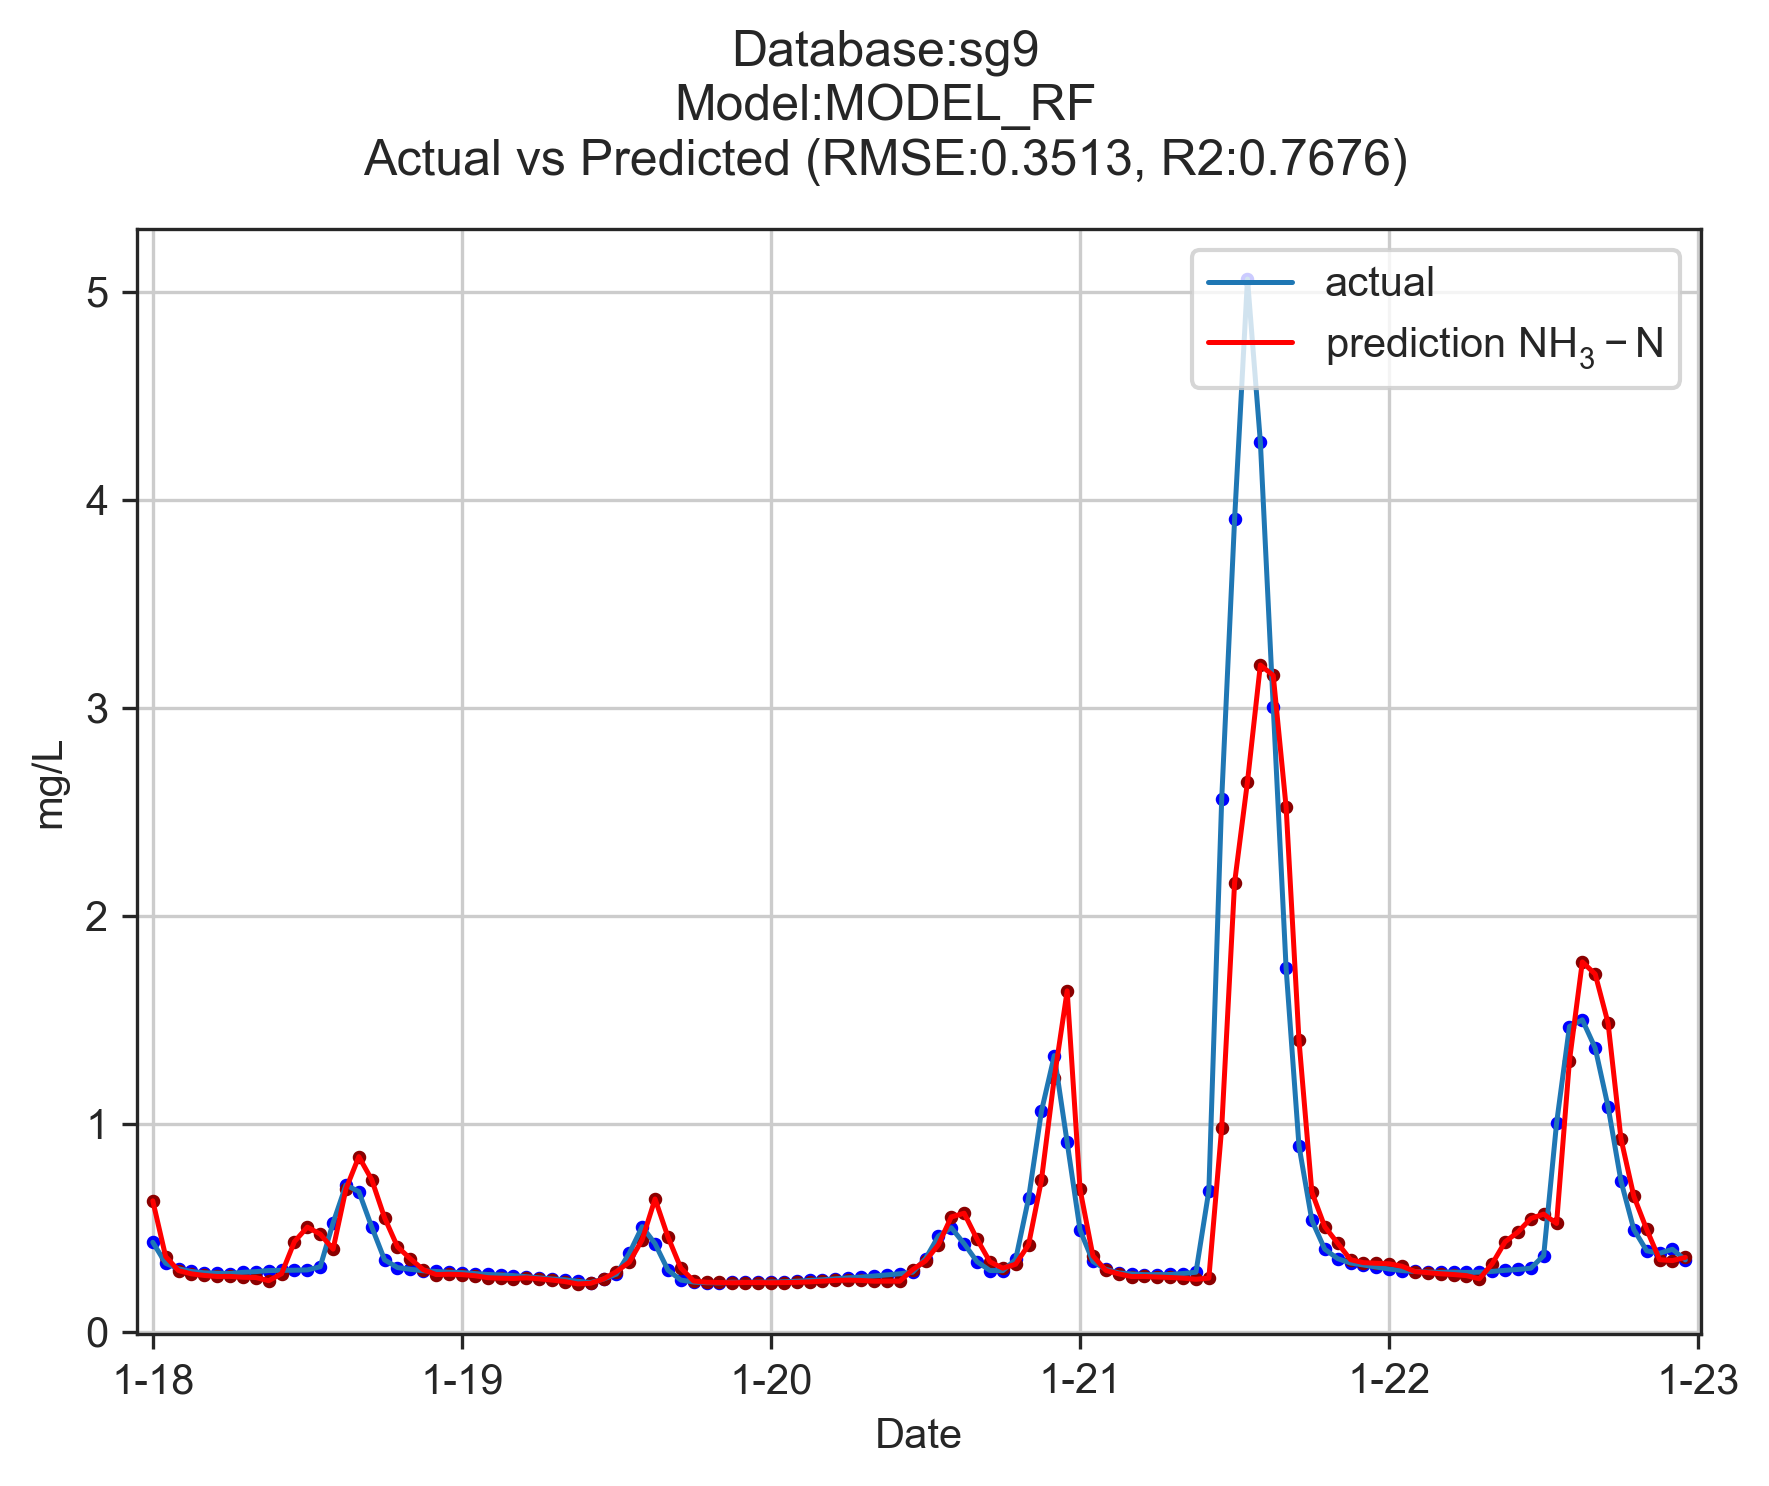 Database:sg9
Model:MODEL_RF
Actual vs Predicted (RMSE:0.3513, R2:0.7676)
actual
prediction NH₃ − N
5
4
3
2
1
0
mg/L
1-18 1-19 1-20 1-21 1-22 1-23
Date